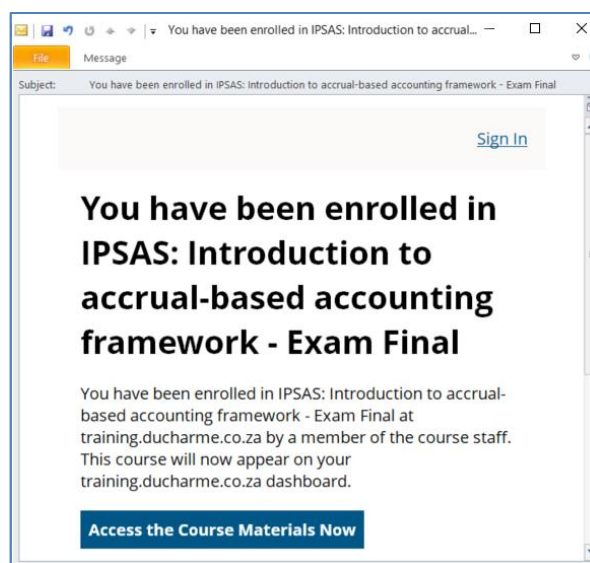 You have been enrolled in IPSAS: Introduction to accrual...
File
Message
Subject: You have been enrolled in IPSAS: Introduction to accrual-based accounting framework - Exam Final
Sign In
You have been enrolled in
IPSAS: Introduction to
accrual-based accounting
framework - Exam Final
You have been enrolled in IPSAS: Introduction to accrual-
based accounting framework - Exam Final at
training.ducharme.co.za by a member of the course staff.
This course will now appear on your
training.ducharme.co.za dashboard.
Access the Course Materials Now